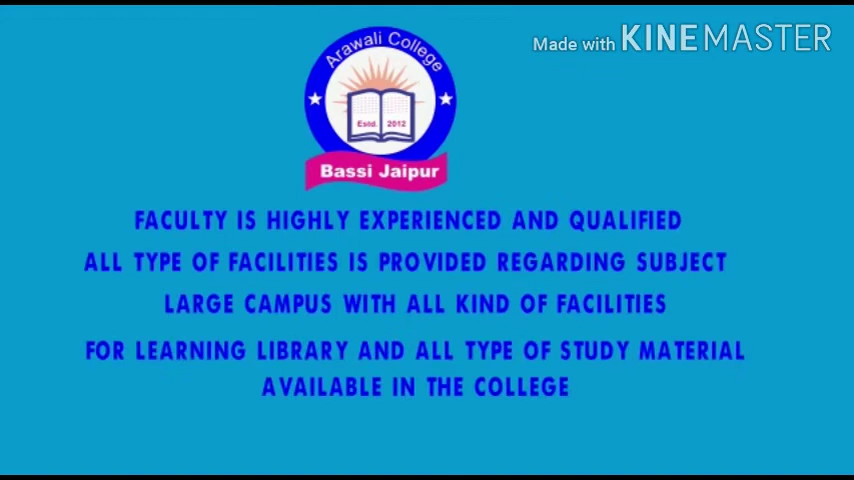 Made with KINEMASTER
Arawali College
Estd. 2012
Bassi Jaipur
FACULTY IS HIGHLY EXPERIENCED AND QUALIFIED
ALL TYPE OF FACILITIES IS PROVIDED REGARDING SUBJECT
LARGE CAMPUS WITH ALL KIND OF FACILITIES
FOR LEARNING LIBRARY AND ALL TYPE OF STUDY MATERIAL
AVAILABLE IN THE COLLEGE